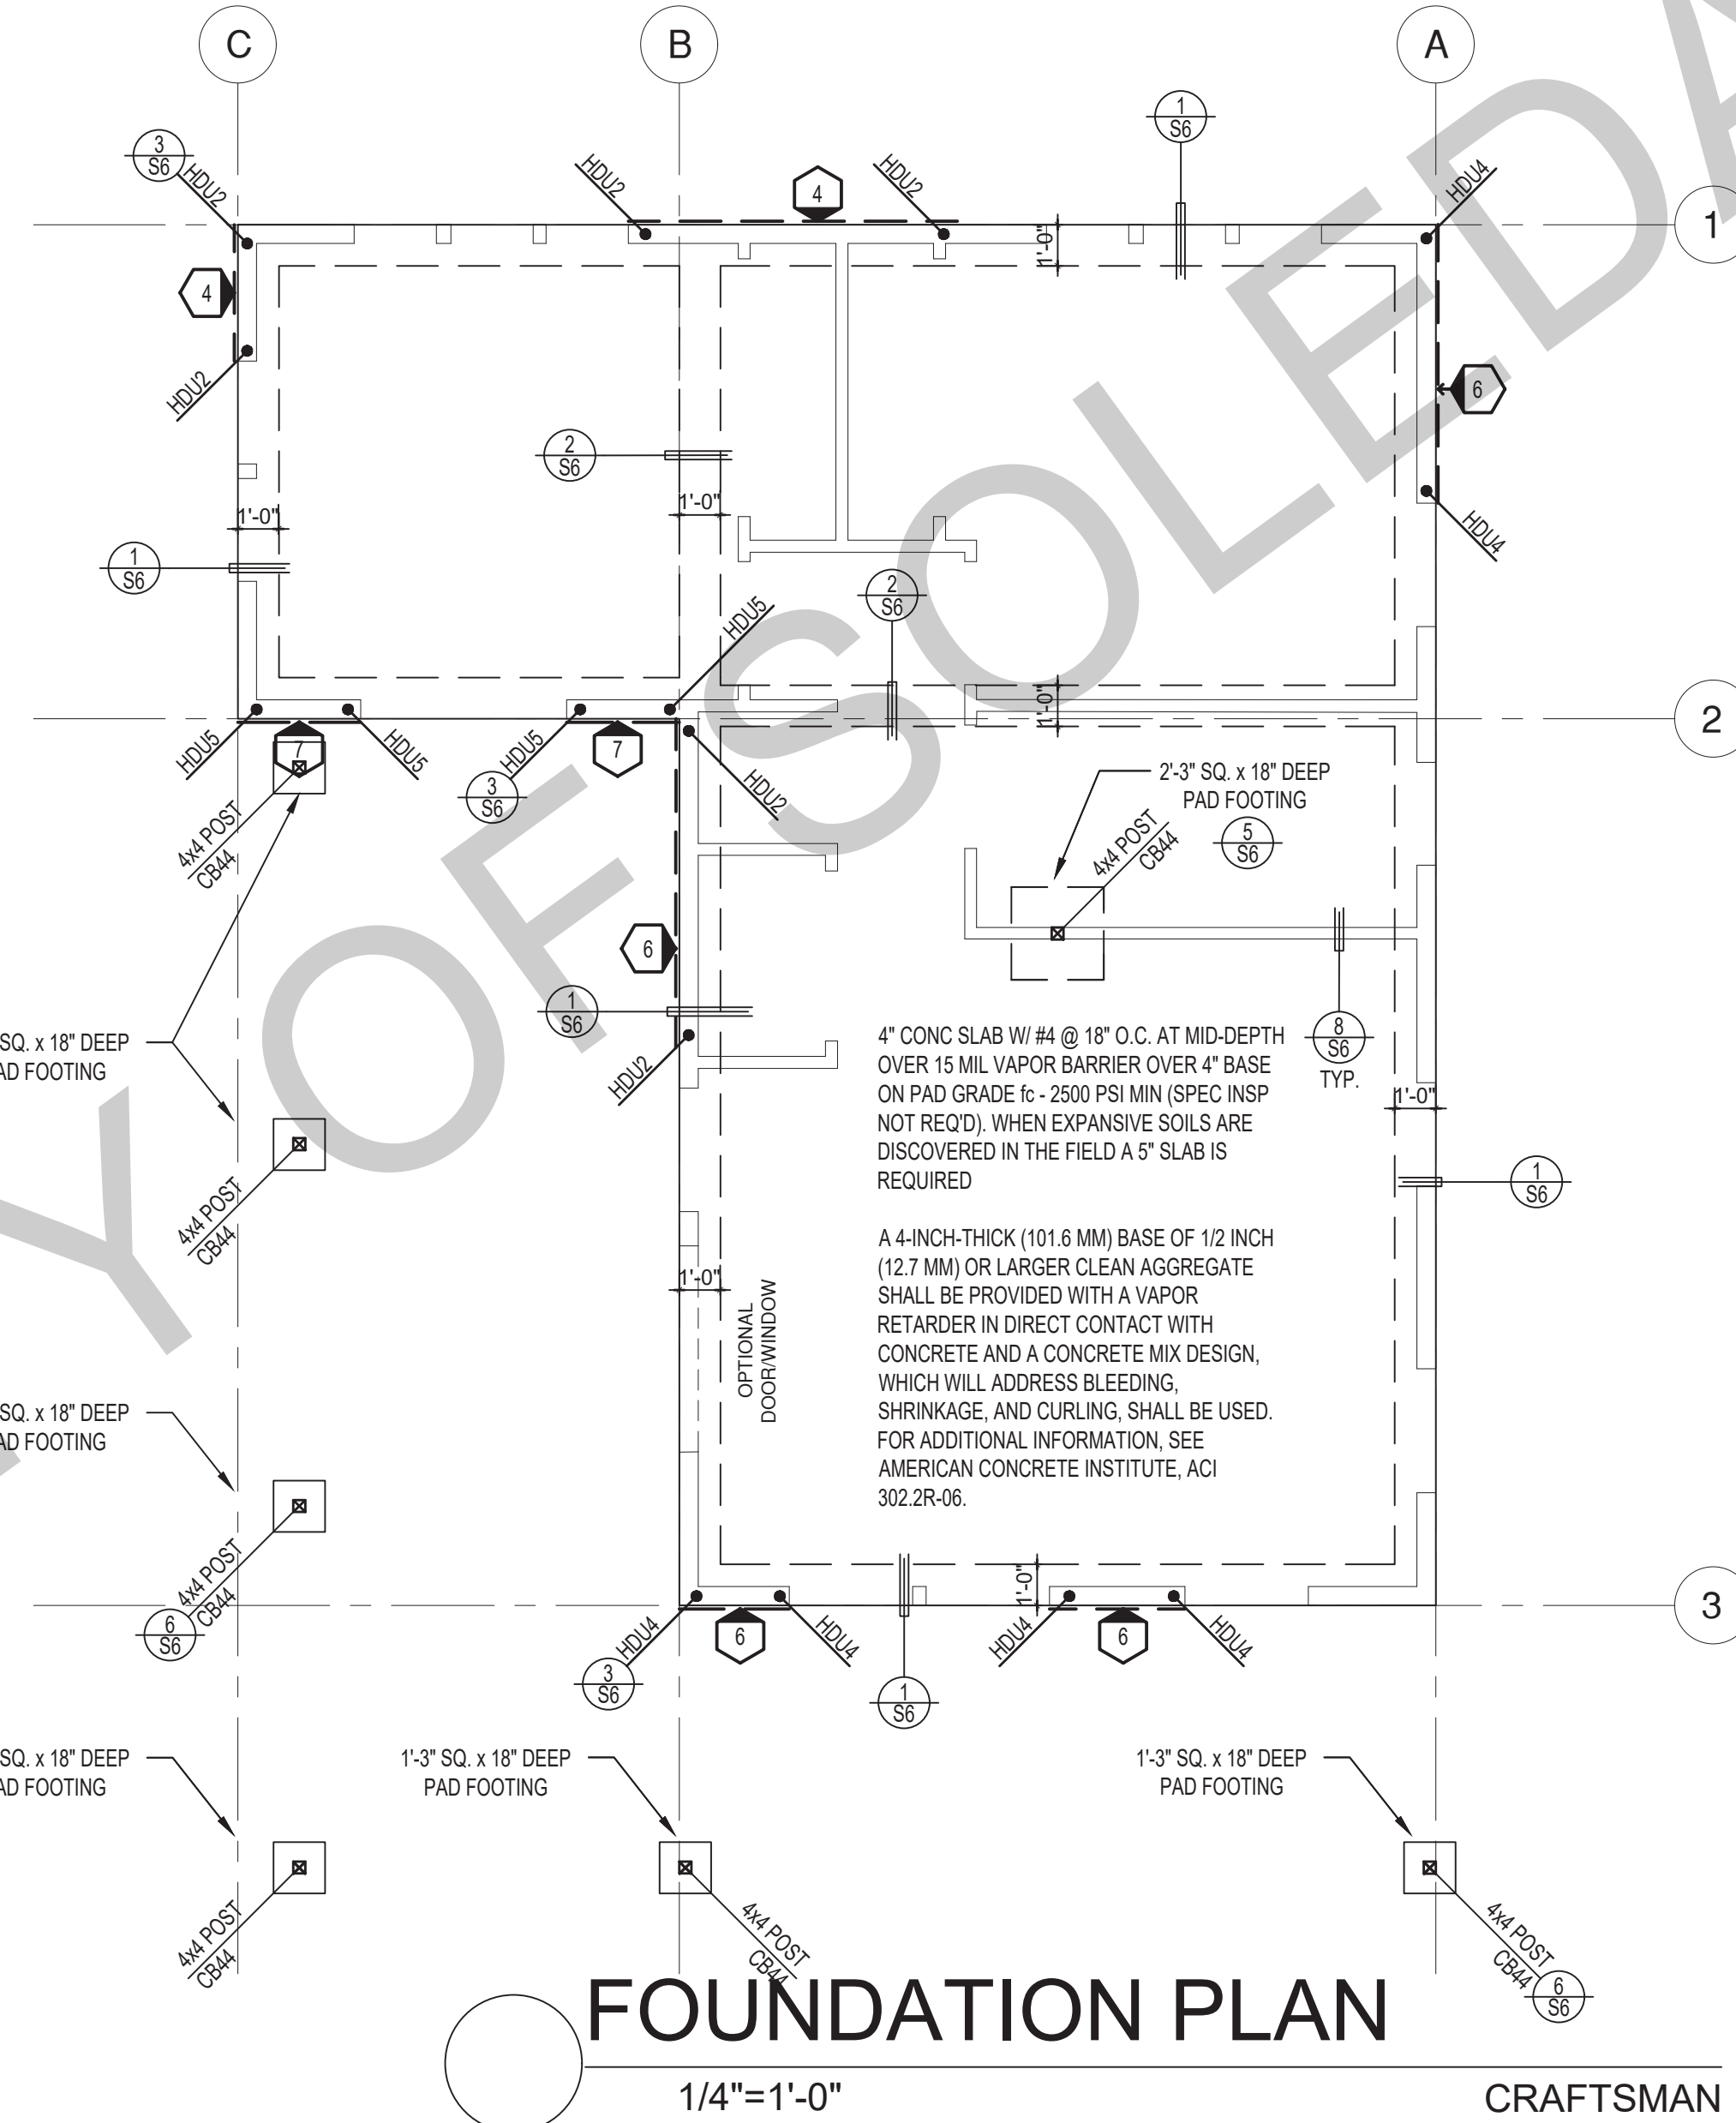 C
B
A
1
S6
3
S6
HDU2
HDU2
4
HDU2
HDU4
1
1'-0"
4
6
HDU2
2
S6
1'-0"
1'-0"
HDU4
1
S6
2
S6
HDU5
2
1'-0"
HDU5
7
HDU5
HDU5
7
3
S6
HDU2
2'-3" SQ. x 18" DEEP
PAD FOOTING
5
S6
4x4 POST
CB44
4x4 POST
CB44
6
1
S6
HDU2
SQ. x 18" DEEP
AD FOOTING
4" CONC SLAB W/ #4 @ 18" O.C. AT MID-DEPTH
OVER 15 MIL VAPOR BARRIER OVER 4" BASE
ON PAD GRADE fc - 2500 PSI MIN (SPEC INSP
NOT REQ'D). WHEN EXPANSIVE SOILS ARE
DISCOVERED IN THE FIELD A 5" SLAB IS
REQUIRED
8
S6
TYP.
1'-0"
1
S6
4x4 POST
CB44
A 4-INCH-THICK (101.6 MM) BASE OF 1/2 INCH
(12.7 MM) OR LARGER CLEAN AGGREGATE
SHALL BE PROVIDED WITH A VAPOR
RETARDER IN DIRECT CONTACT WITH
CONCRETE AND A CONCRETE MIX DESIGN,
WHICH WILL ADDRESS BLEEDING,
SHRINKAGE, AND CURLING, SHALL BE USED.
FOR ADDITIONAL INFORMATION, SEE
AMERICAN CONCRETE INSTITUTE, ACI
302.2R-06.
1'-0"
OPTIONAL
DOOR/WINDOW
SQ. x 18" DEEP
AD FOOTING
4x4 POST
CB44
6
S6
1'-0"
3
HDU4
6
HDU4
HDU4
6
HDU4
3
S6
1
S6
SQ. x 18" DEEP
AD FOOTING
1'-3" SQ. x 18" DEEP
PAD FOOTING
1'-3" SQ. x 18" DEEP
PAD FOOTING
4x4 POST
CB44
4x4 POST
CB44
4x4 POST
CB44
6
S6
FOUNDATION PLAN
1/4"=1'-0"
CRAFTSMAN
Y OF SOLEDA